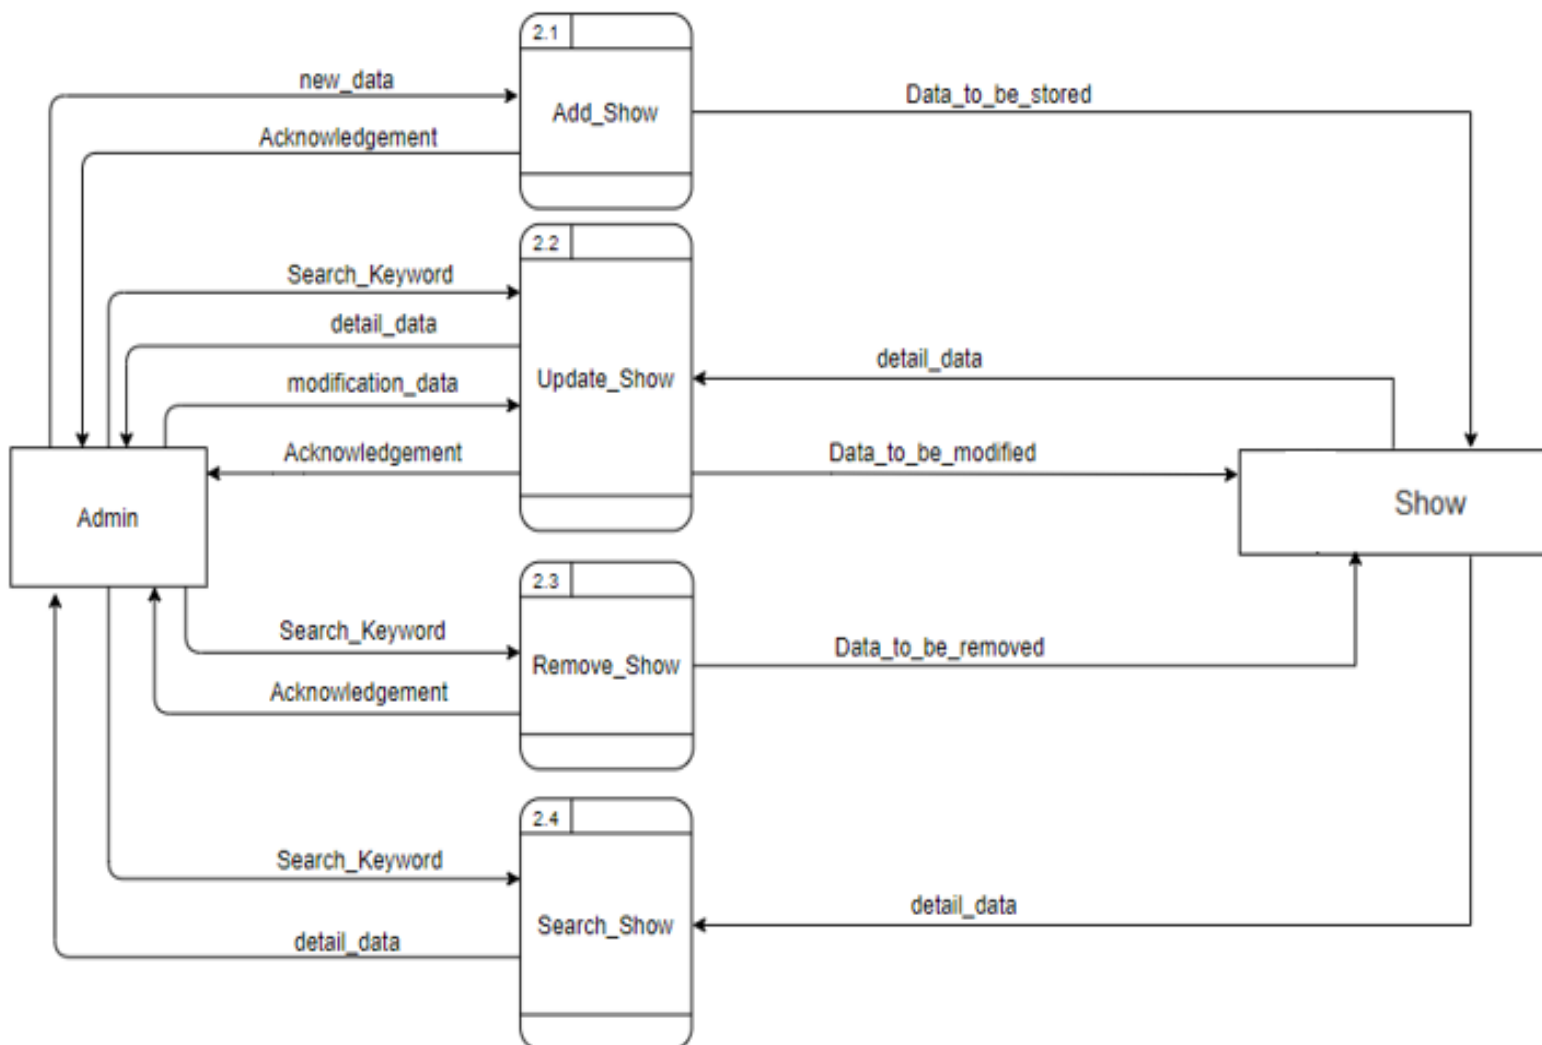 2.1
new_data
Add_Show
Data_to_be_stored
Acknowledgement
2.2
Search_Keyword
detail_data
Update_Show
detail_data
modification_data
Acknowledgement
Data_to_be_modified
Admin
Show
2.3
Search_Keyword
Remove_Show
Data_to_be_removed
Acknowledgement
2.4
Search_Keyword
Search_Show
detail_data
detail_data